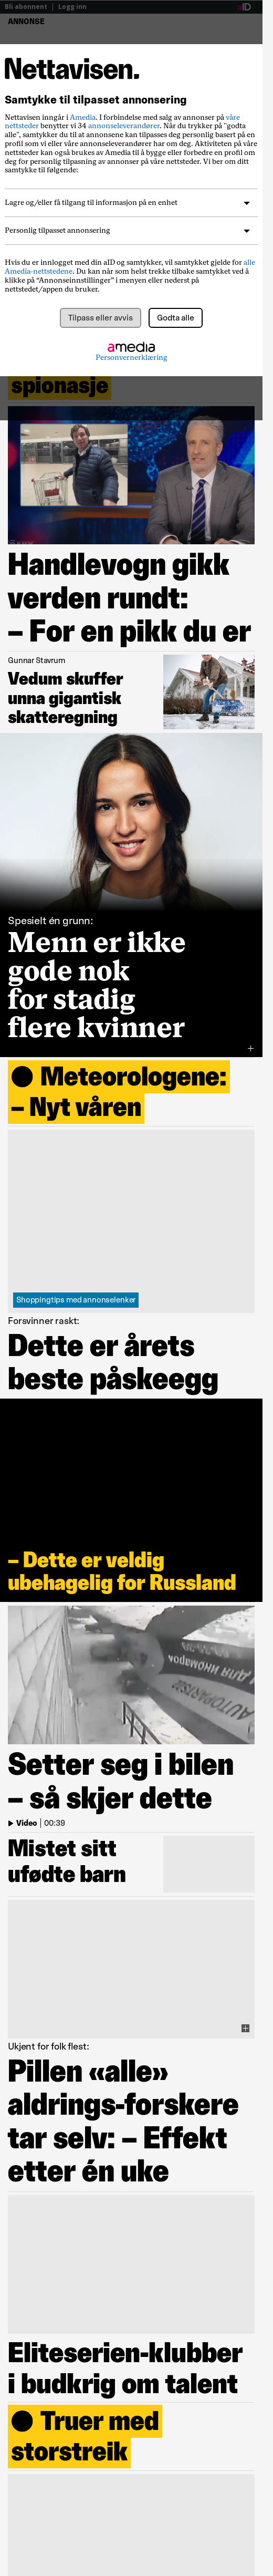 Bli abonnent | Logg inn
aID
ANNONSE
Nettavisen.
Samtykke til tilpasset annonsering
Nettavisen inngår i Amedia. I forbindelse med salg av annonser på våre
nettsteder benytter vi 34 annonseleverandører. Når du trykker på "godta
alle", samtykker du til at annonsene kan tilpasses deg personlig basert på en
profil som vi eller våre annonseleverandører har om deg. Aktiviteten på våre
nettsteder kan også brukes av Amedia til å bygge eller forbedre en profil om
deg for personlig tilpasning av annonser på våre nettsteder. Vi ber om ditt
samtykke til følgende:
Lagre og/eller få tilgang til informasjon på en enhet
Personlig tilpasset annonsering
Hvis du er innlogget med din aID og samtykker, vil samtykket gjelde for alle
Amedia-nettstedene. Du kan når som helst trekke tilbake samtykket ved å
klikke på “Annonseinnstillinger” i menyen eller nederst på
nettstedet/appen du bruker.
Tilpass eller avvis
Godta alle
amedia
Personvernerklæring
spionasje
Handlevogn gikk
verden rundt:
– For en pikk du er
Gunnar Stavrum
Vedum skuffer
unna gigantisk
skatteregning
Spesielt én grunn:
Menn er ikke
gode nok
for stadig
flere kvinner
Meteorologene:
– Nyt våren
Shoppingtips med annonselenker
Forsvinner raskt:
Dette er årets
beste påskeegg
– Dette er veldig
ubehagelig for Russland
Setter seg i bilen
– så skjer dette
Video | 00:39
Mistet sitt
ufødte barn
Ukjent for folk flest:
Pillen «alle»
aldrings-forskere
tar selv: – Effekt
etter én uke
Eliteserien-klubber
i budkrig om talent
Truer med
storstreik